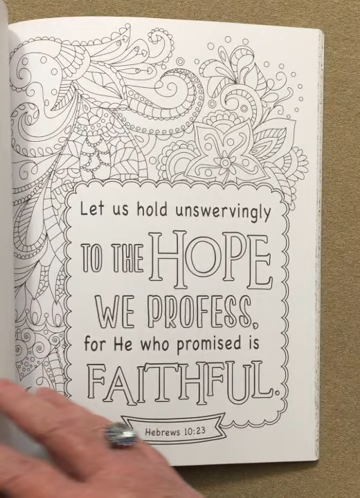 Let us hold unswervingly
TO THE HOPE
WE PROFESS,
for He who promised is
FAITHFUL.
Hebrews 10:23